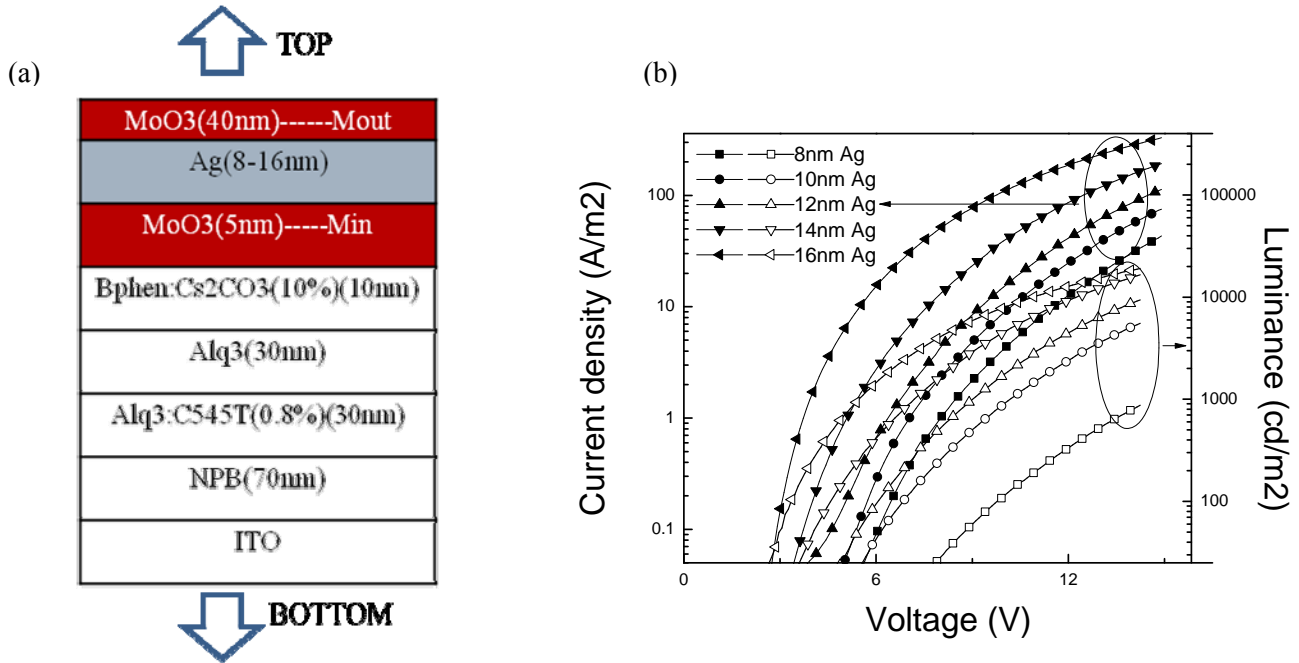 (a)
TOP
MoO3(40nm)------Mout
Ag(8-16nm)
MoO3(5nm)-----Min
Bphen:Cs2CO3(10%)(10nm)
Alq3(30nm)
Alq3:C545T(0.8%)(30nm)
NPB(70nm)
ITO
BOTTOM
(b)
Current density (A/m2)
100
10
1
0.1
8nm Ag
10nm Ag
12nm Ag
14nm Ag
16nm Ag
100000
10000
1000
100
Luminance (cd/m2)
0
6
12
Voltage (V)